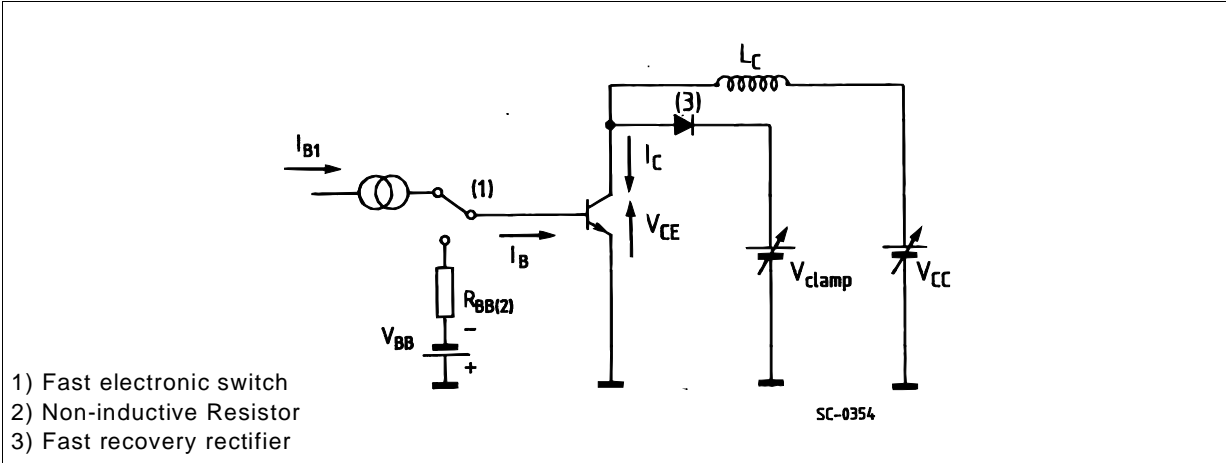 L_C
(3)
I_B1
(1)
I_C
V_CE
I_B
V_clamp
V_CC
R_BB(2)
V_BB
−
+
1) Fast electronic switch
2) Non-inductive Resistor
3) Fast recovery rectifier
SC-0354